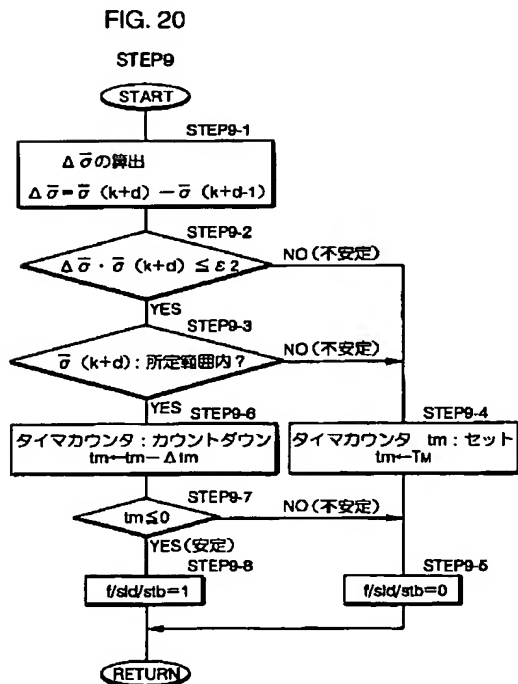 FIG. 20
STEP9
START
STEP9-1
Δσ̅の算出
Δσ̅=σ̅ (k+d) −σ̅ (k+d-1)
STEP9-2
Δσ̅・σ̅ (k+d) ≦ε2
NO(不安定)
YES
STEP9-3
σ̅ (k+d):所定範囲内?
NO(不安定)
YES
STEP9-6
タイマカウンタ:カウントダウン
tm←tm−Δtm
STEP9-4
タイマカウンタ tm:セット
tm←TM
STEP9-7
tm≦0
NO(不安定)
YES(安定)
STEP9-8
f/sld/stb=1
STEP9-5
f/sld/stb=0
RETURN